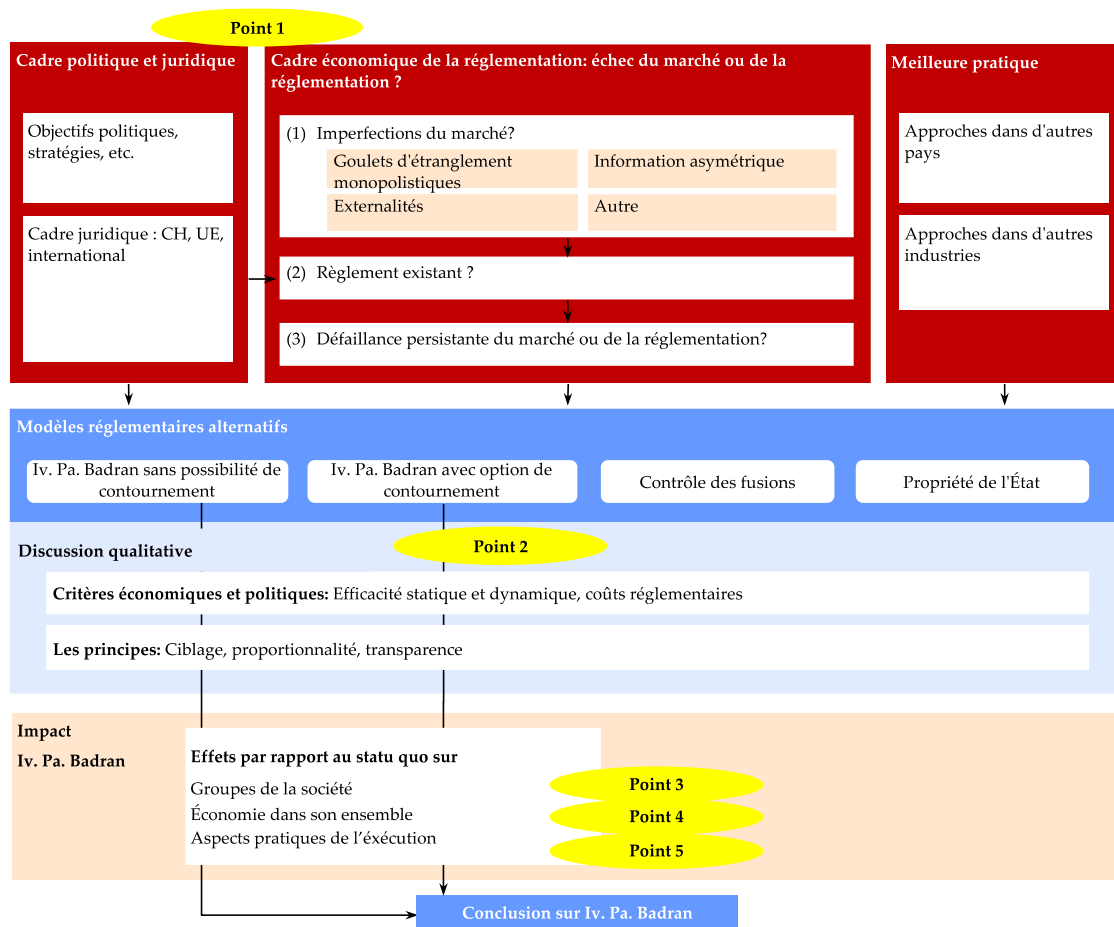 Point 1
Cadre politique et juridique
Objectifs politiques,
stratégies, etc.
Cadre juridique : CH, UE,
international
Cadre économique de la réglementation: échec du marché ou de la
réglementation ?
(1) Imperfections du marché?
Goulets d'étranglement
monopolistiques
Information asymétrique
Externalités
Autre
(2) Règlement existant ?
(3) Défaillance persistante du marché ou de la réglementation?
Meilleure pratique
Approches dans d'autres
pays
Approches dans d'autres
industries
Modèles réglementaires alternatifs
Iv. Pa. Badran sans possibilité de
contournement
Iv. Pa. Badran avec option de
contournement
Contrôle des fusions
Propriété de l'État
Point 2
Discussion qualitative
Critères économiques et politiques: Efficacité statique et dynamique, coûts réglementaires
Les principes: Ciblage, proportionnalité, transparence
Impact
Iv. Pa. Badran
Effets par rapport au statu quo sur
Groupes de la société
Point 3
Économie dans son ensemble
Point 4
Aspects pratiques de l’éxécution
Point 5
Conclusion sur Iv. Pa. Badran